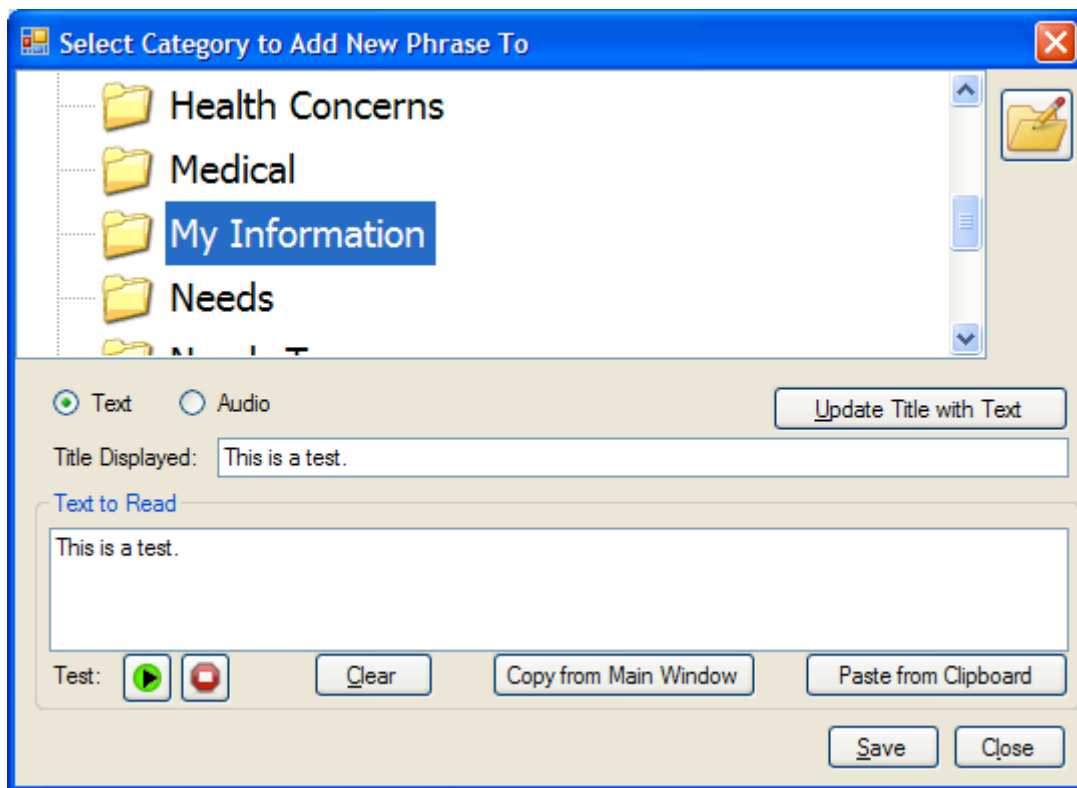 Select Category to Add New Phrase To
Health Concerns
Medical
My Information
Needs
Text Audio Update Title with Text
Title Displayed: This is a test.
Text to Read
This is a test.
Test: Clear Copy from Main Window Paste from Clipboard
Save Close